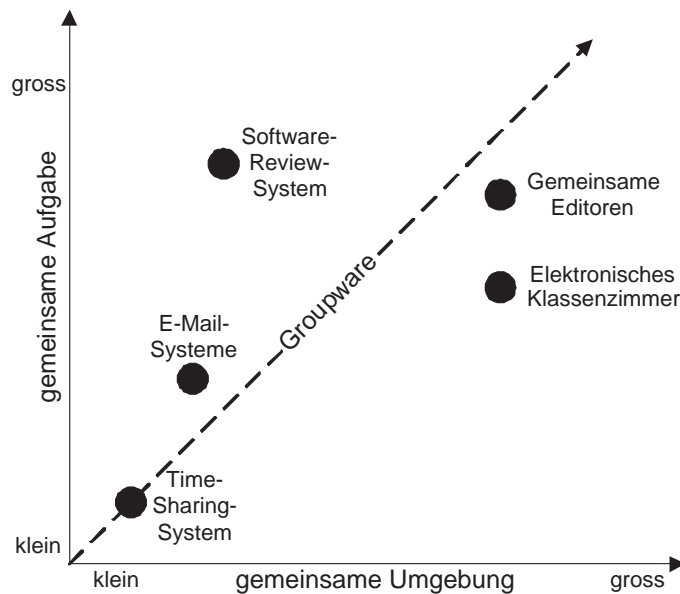 gross
Software-
Review-
System
Gemeinsame
Editoren
gemeinsame Aufgabe
Groupware
Elektronisches
Klassenzimmer
E-Mail-
Systeme
Time-
Sharing-
System
klein
klein
gemeinsame Umgebung
gross